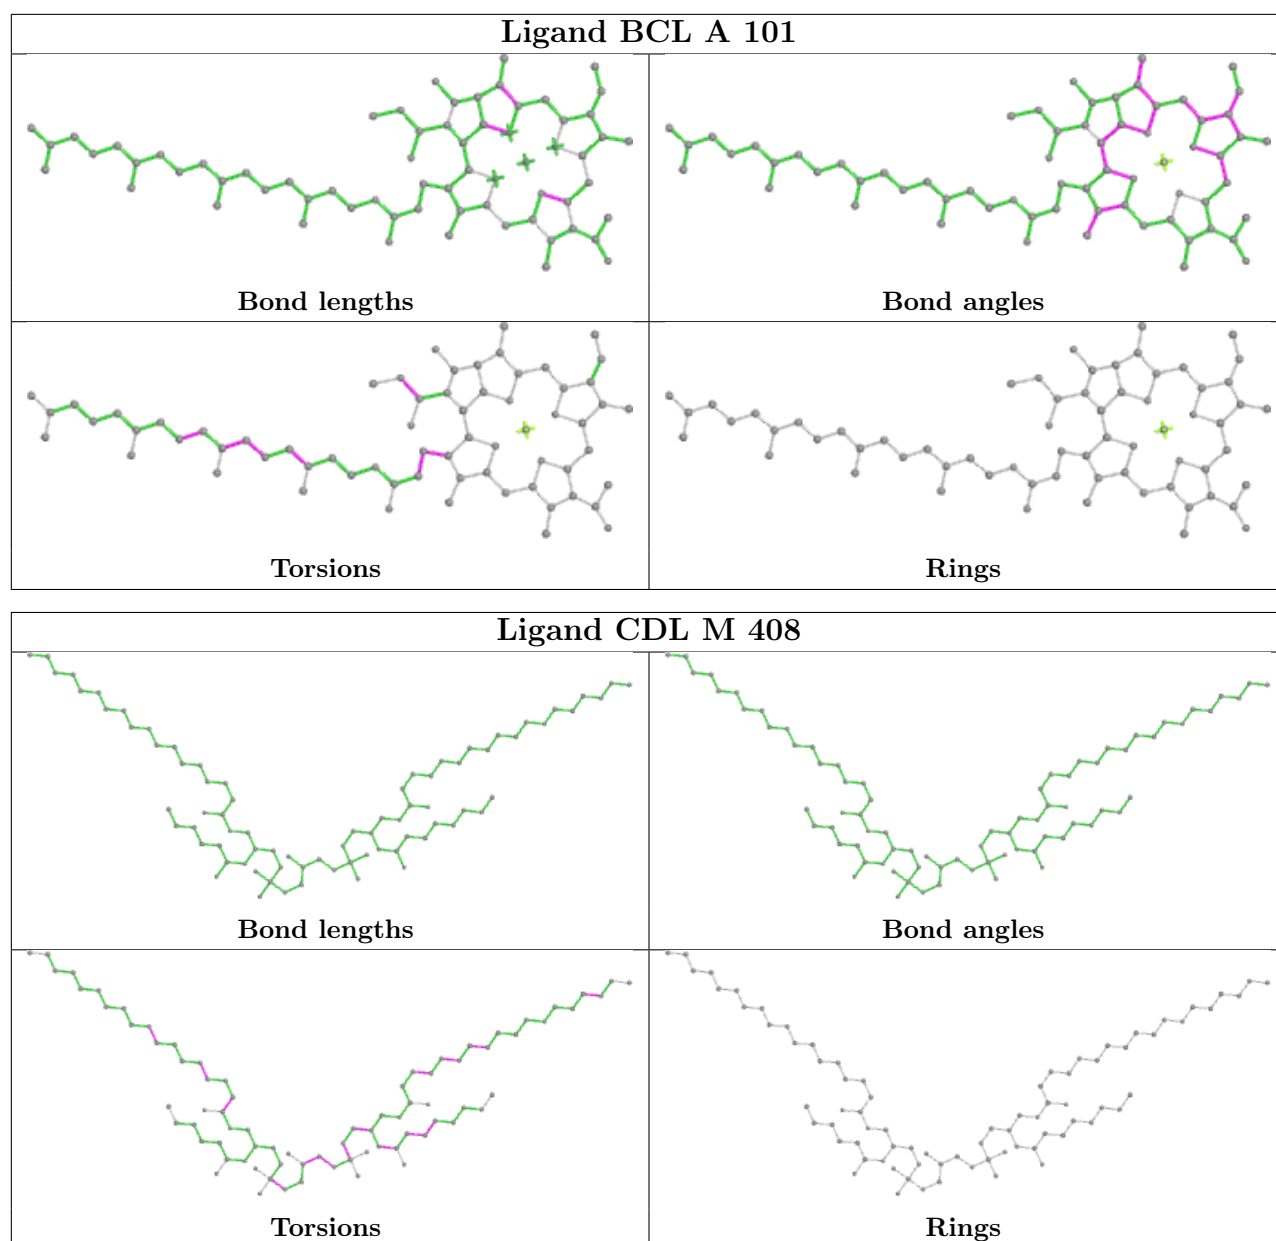 Ligand BCL A 101
Bond lengths
Bond angles
Torsions
Rings
Ligand CDL M 408
Bond lengths
Bond angles
Torsions
Rings